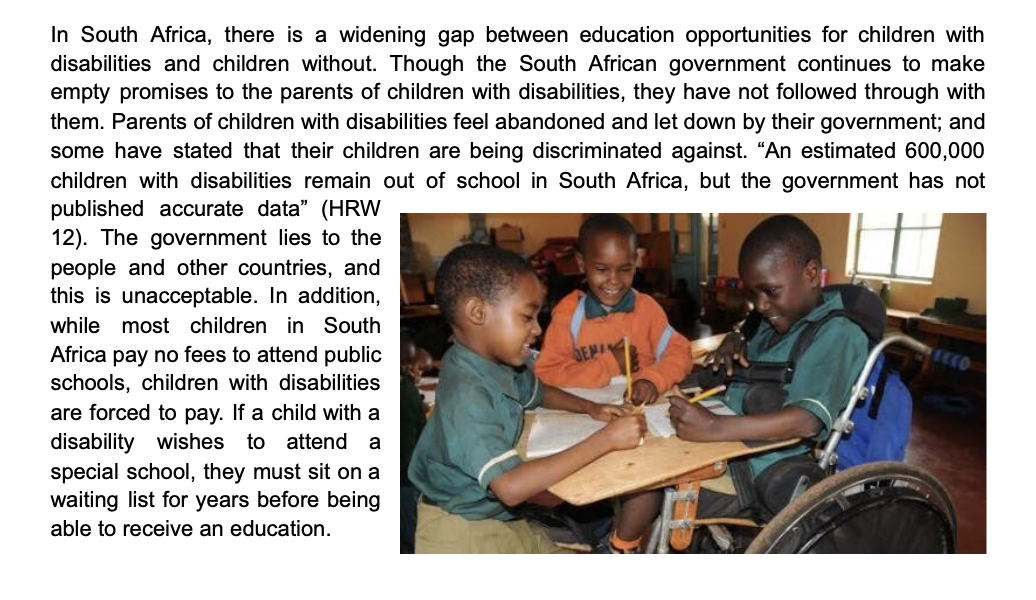 In South Africa, there is a widening gap between education opportunities for children with
disabilities and children without. Though the South African government continues to make
empty promises to the parents of children with disabilities, they have not followed through with
them. Parents of children with disabilities feel abandoned and let down by their government; and
some have stated that their children are being discriminated against. “An estimated 600,000
children with disabilities remain out of school in South Africa, but the government has not
published accurate data” (HRW
12). The government lies to the
people and other countries, and
this is unacceptable. In addition,
while most children in South
Africa pay no fees to attend public
schools, children with disabilities
are forced to pay. If a child with a
disability wishes to attend a
special school, they must sit on a
waiting list for years before being
able to receive an education.